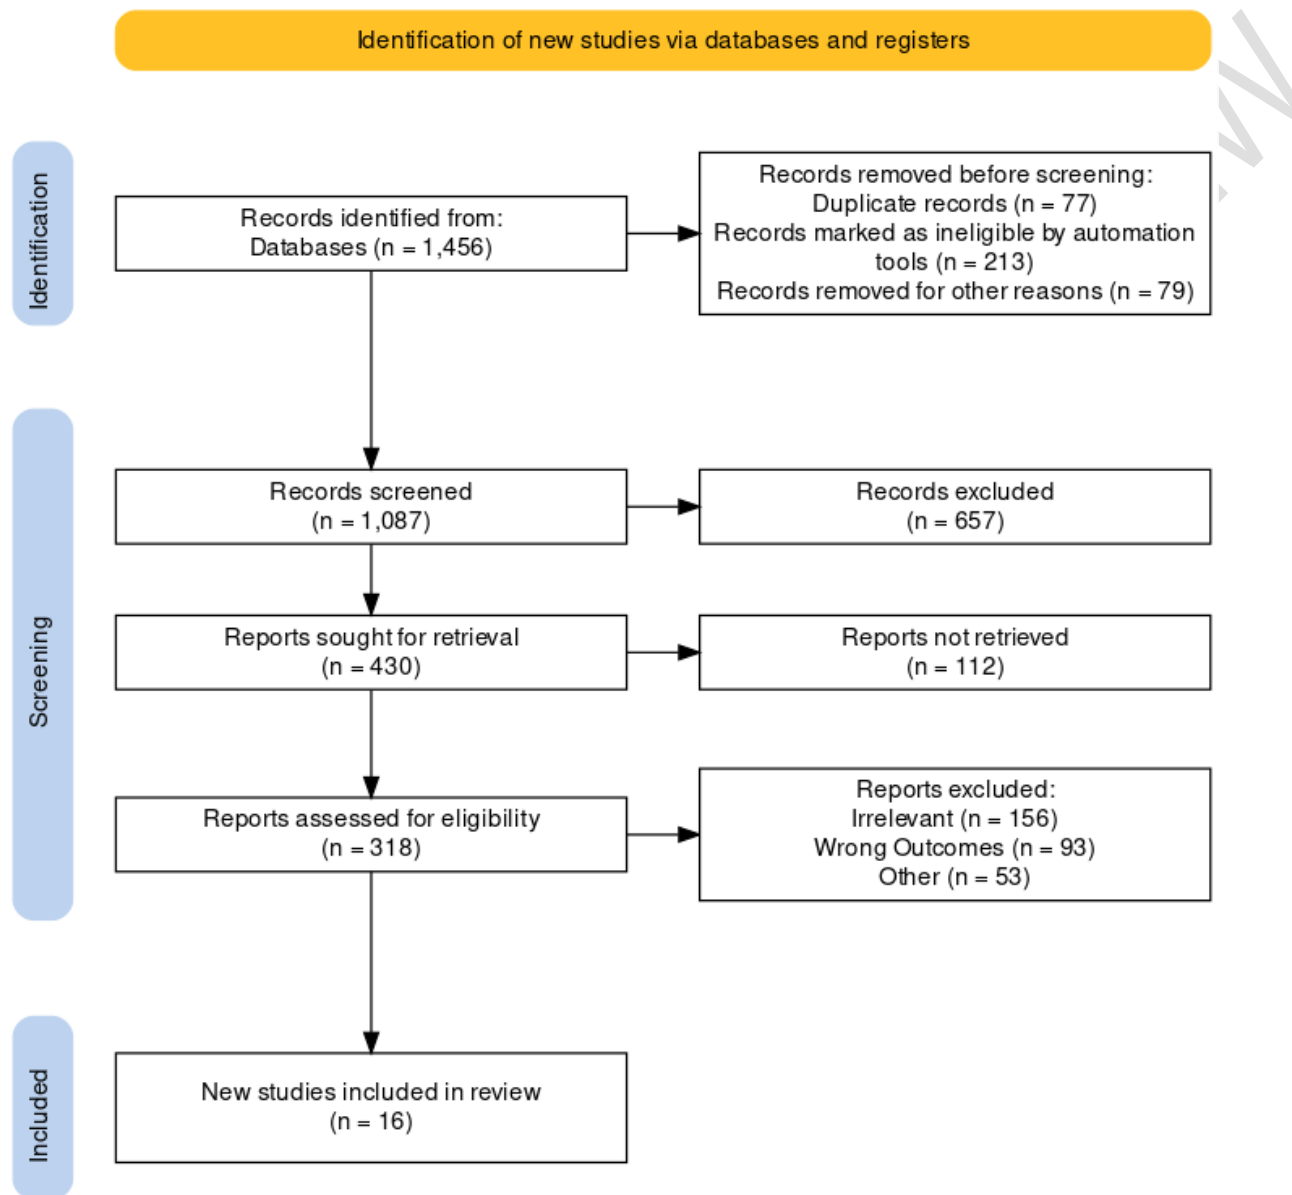 Identification of new studies via databases and registers
Identification
Records identified from:
Databases (n = 1,456)
Records removed before screening:
Duplicate records (n = 77)
Records marked as ineligible by automation
tools (n = 213)
Records removed for other reasons (n = 79)
Screening
Records screened
(n = 1,087)
Records excluded
(n = 657)
Reports sought for retrieval
(n = 430)
Reports not retrieved
(n = 112)
Reports assessed for eligibility
(n = 318)
Reports excluded:
Irrelevant (n = 156)
Wrong Outcomes (n = 93)
Other (n = 53)
Included
New studies included in review
(n = 16)